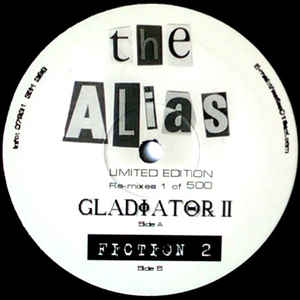 the
ALiAS
LIMITED EDITION
Re-mixes 1 of 500
GLADIATOR II
Side A
FICTION 2
Side B